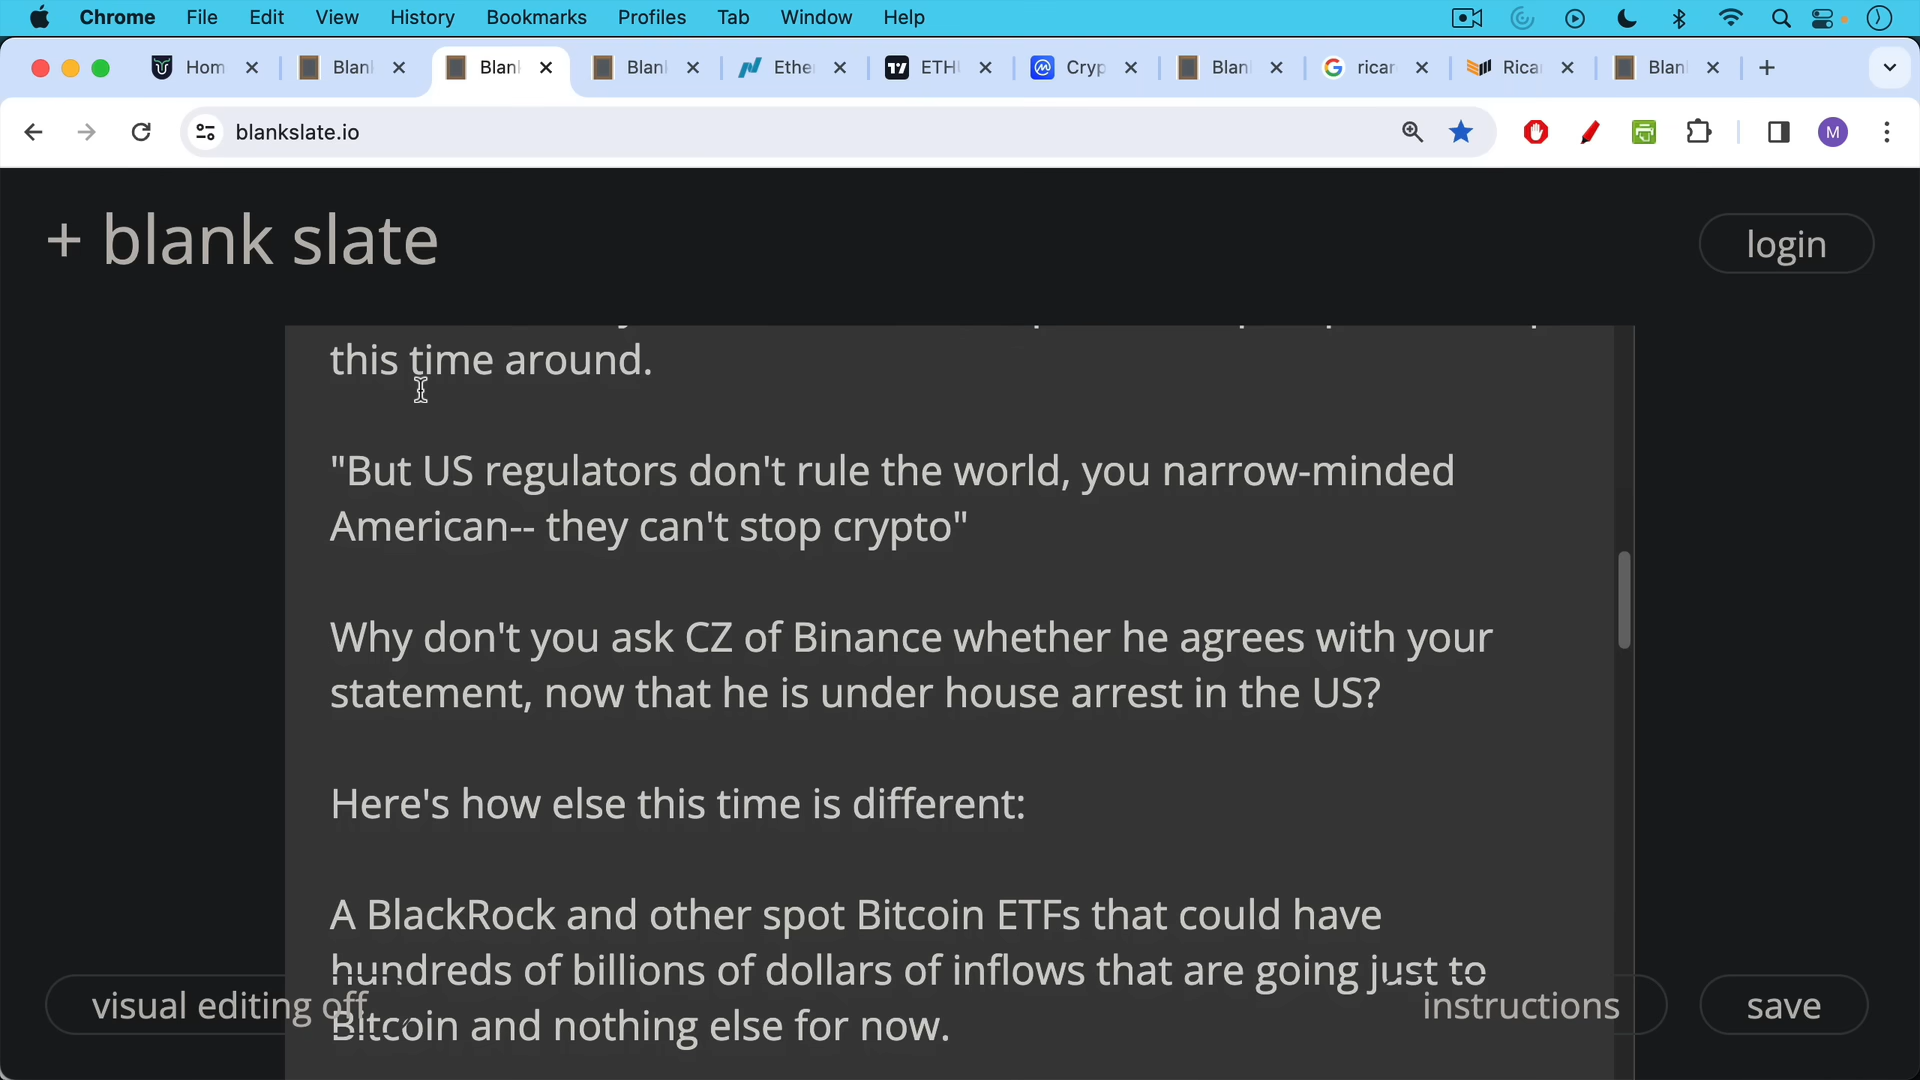 Chrome File Edit View History Bookmarks Profiles Tab Window Help
Hom Blan Blan Blan Ethe ETH Cryp Blan ricar Rica Blan
blankslate.io M
+ blank slate
login
this time around.
"But US regulators don't rule the world, you narrow-minded
American-- they can't stop crypto"
Why don't you ask CZ of Binance whether he agrees with your
statement, now that he is under house arrest in the US?
Here's how else this time is different:
A BlackRock and other spot Bitcoin ETFs that could have
hundreds of billions of dollars of inflows that are going just to
Bitcoin and nothing else for now.
visual editing off
instructions
save